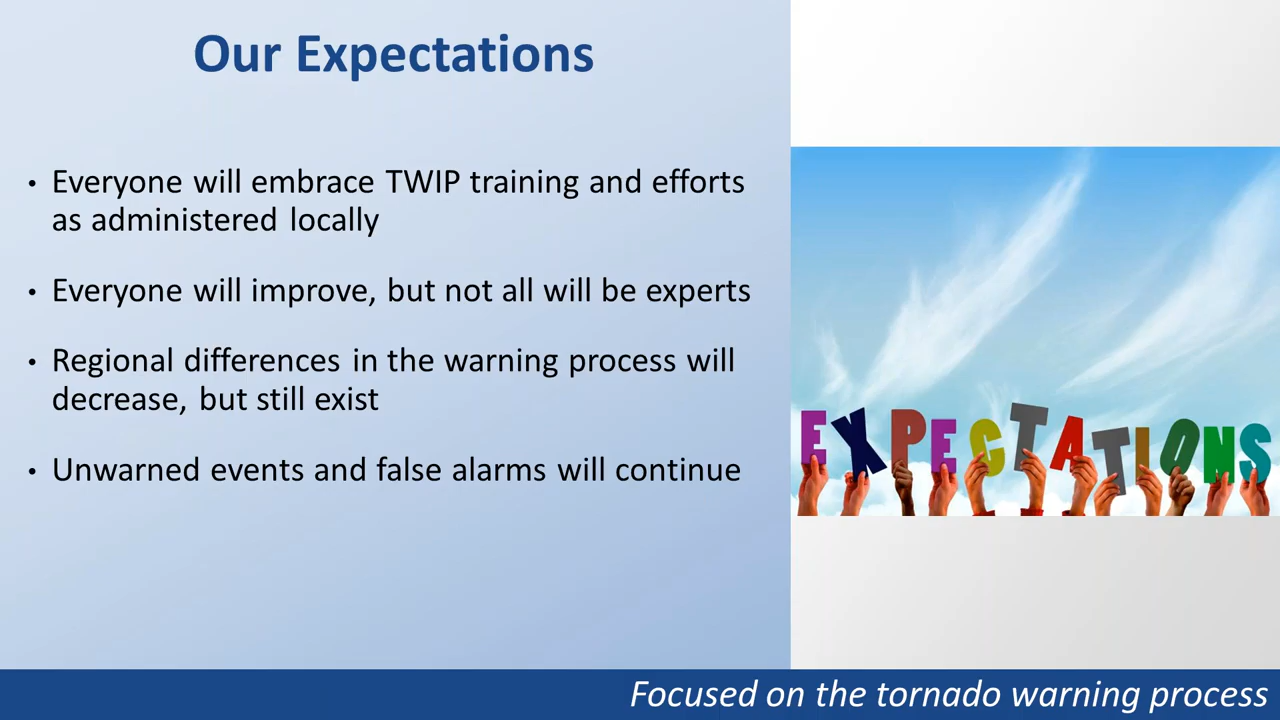 Our Expectations
• Everyone will embrace TWIP training and efforts
as administered locally
• Everyone will improve, but not all will be experts
• Regional differences in the warning process will
decrease, but still exist
• Unwarned events and false alarms will continue
EXPECTATIONS
Focused on the tornado warning process